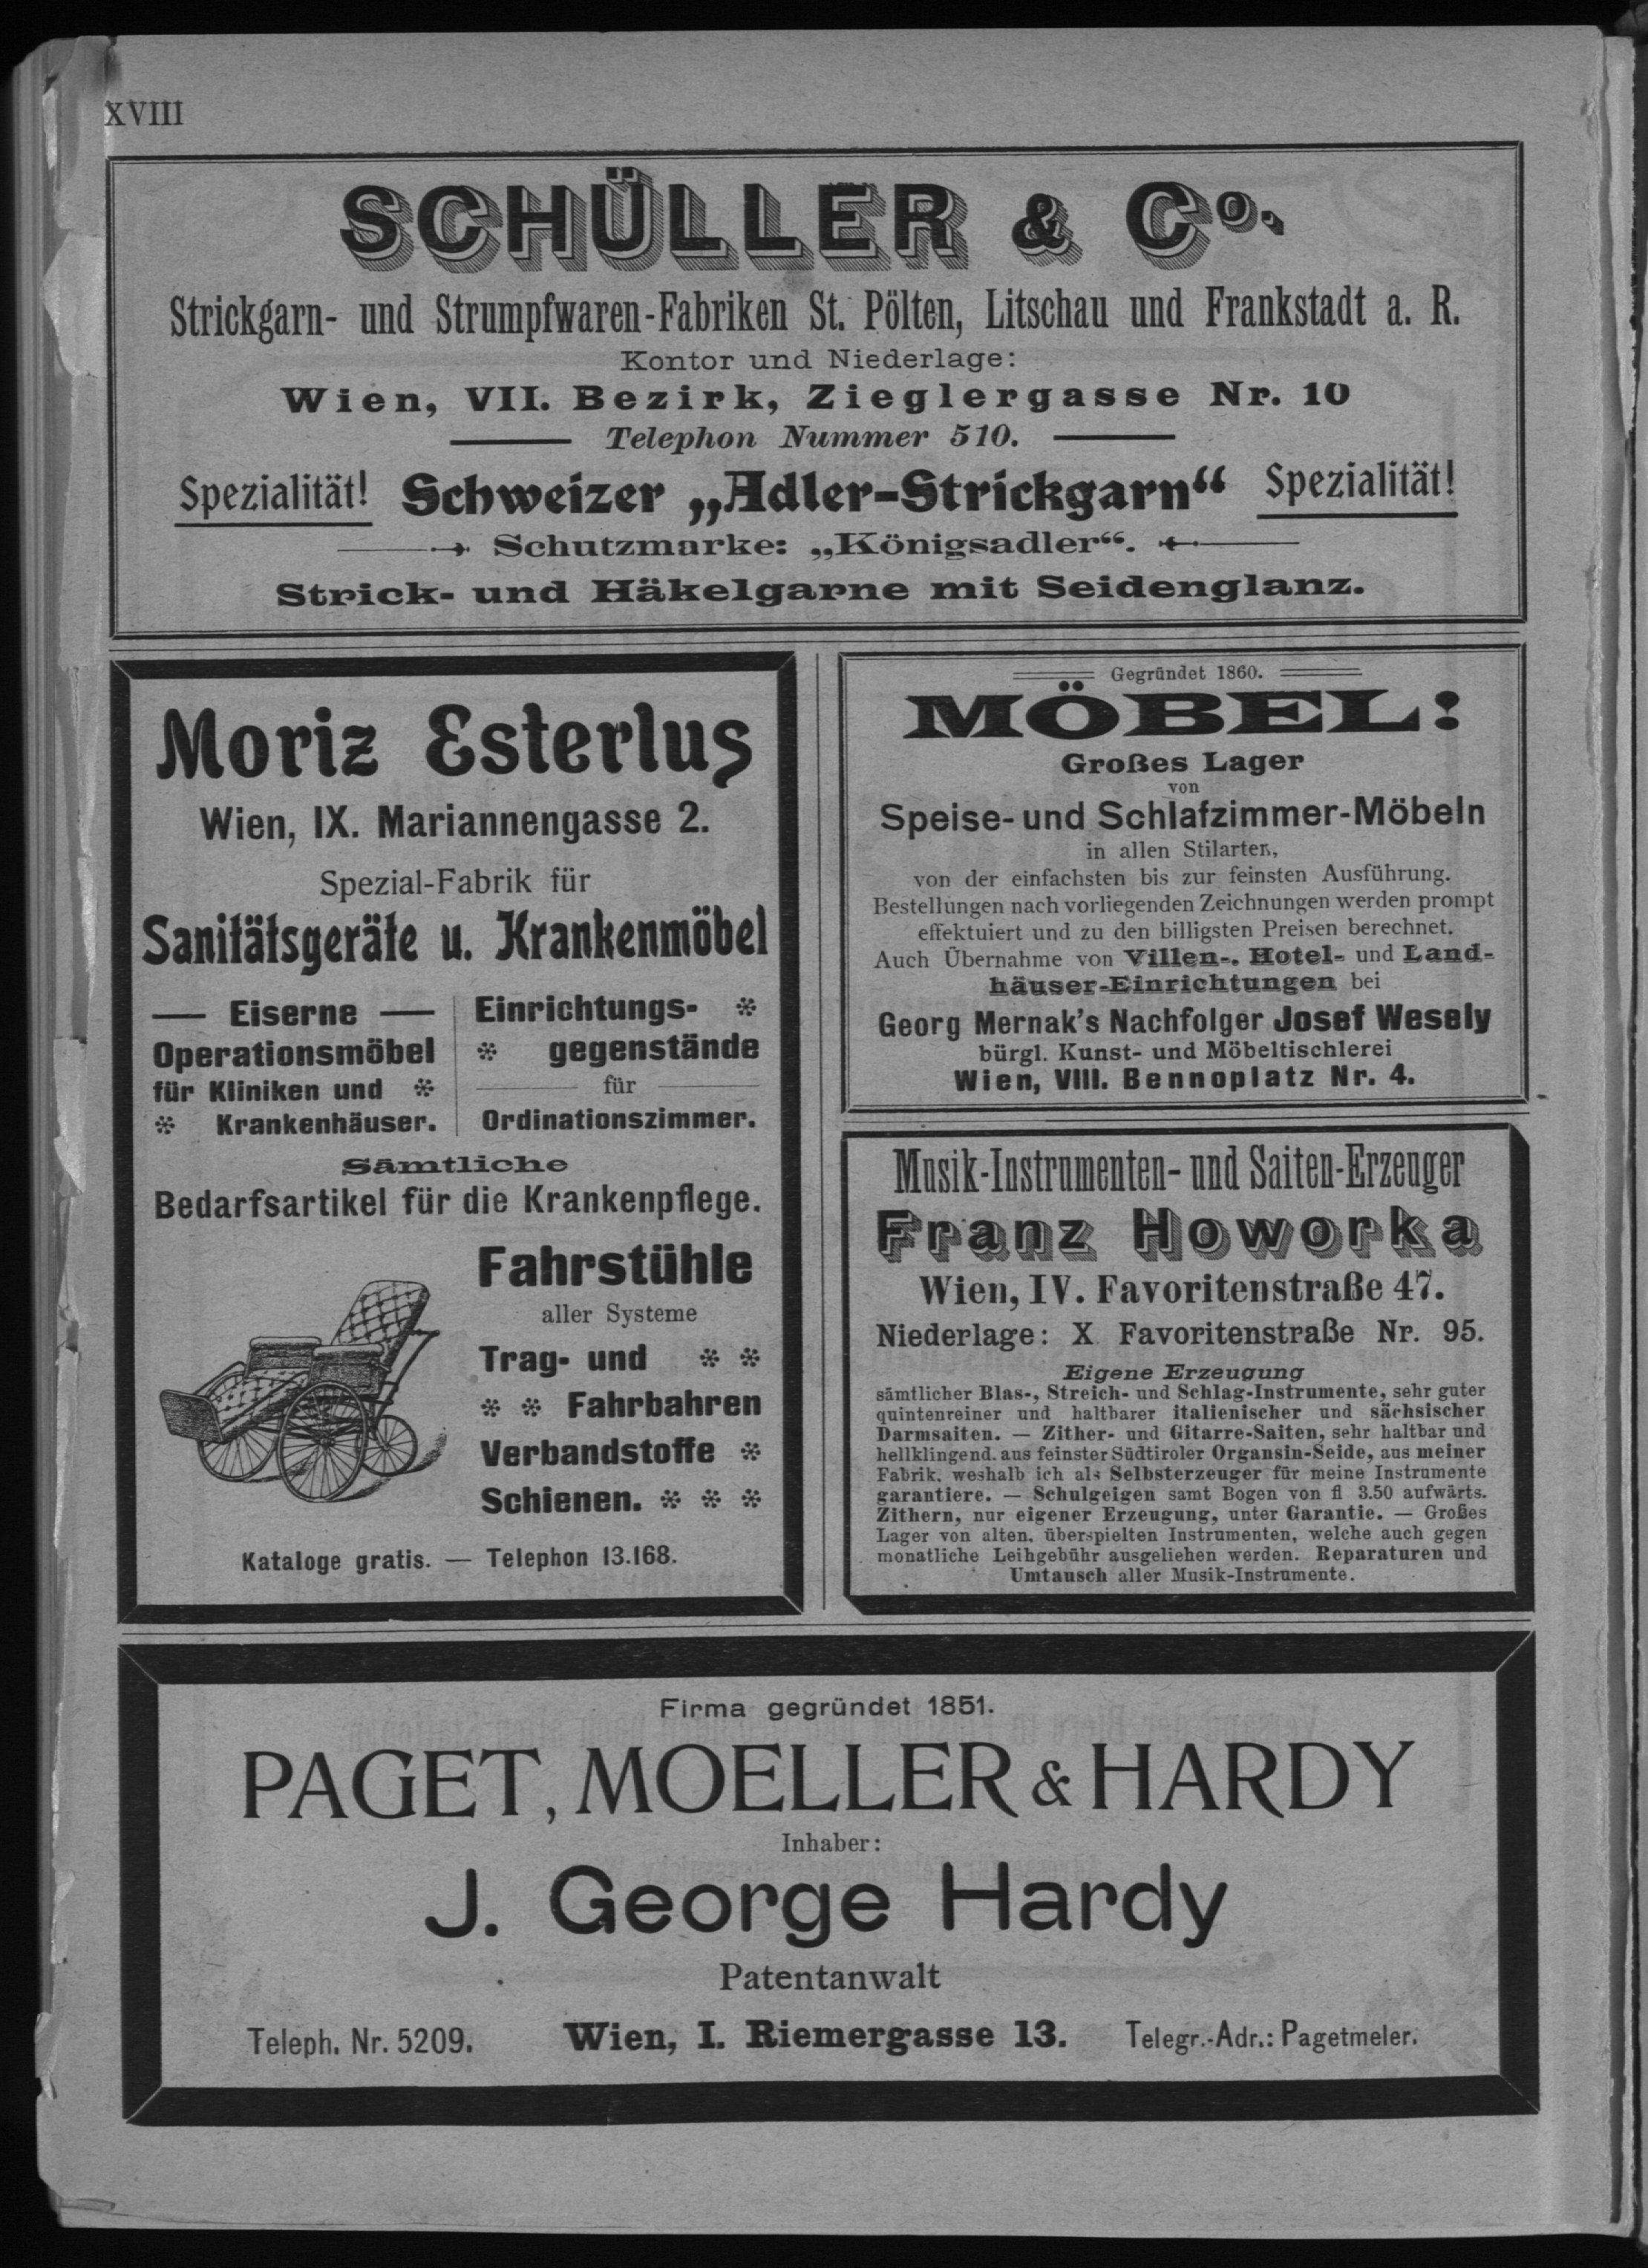 XVIII
SCHÜLLER & Co.
Strickgarn- und Strumpfwaren-Fabriken St. Pölten, Litschau und Frankstadt a. R.
Kontor und Niederlage:
Wien, VII. Bezirk, Zieglergasse Nr. 10
Telephon Nummer 510.
Spezialität! Schweizer „Adler-Strickgarn“ Spezialität!
Schutzmarke: „Königsadler“.
Strick- und Häkelgarne mit Seidenglanz.
Moriz Esterlus
Wien, IX. Mariannengasse 2.
Spezial-Fabrik für
Sanitätsgeräte u. Krankenmöbel
— Eiserne —
Operationsmöbel
für Kliniken und
Krankenhäuser.
Einrichtungs-
gegenstände
für
Ordinationszimmer.
Sämtliche
Bedarfsartikel für die Krankenpflege.
Fahrstühle
aller Systeme
Trag- und
Fahrbahren
Verbandstoffe
Schienen.
Kataloge gratis. — Telephon 13.168.
Gegründet 1860.
MÖBEL:
Großes Lager
von
Speise- und Schlafzimmer-Möbeln
in allen Stilarten,
von der einfachsten bis zur feinsten Ausführung.
Bestellungen nach vorliegenden Zeichnungen werden prompt
effektuiert und zu den billigsten Preisen berechnet.
Auch Übernahme von Villen-, Hotel- und Land-
häuser-Einrichtungen bei
Georg Mernak's Nachfolger Josef Wesely
bürgl. Kunst- und Möbeltischlerei
Wien, VIII. Bennoplatz Nr. 4.
Musik-Instrumenten- und Saiten-Erzeuger
Franz Howorka
Wien, IV. Favoritenstraße 47.
Niederlage: X. Favoritenstraße Nr. 95.
Eigene Erzeugung
sämtlicher Blas-, Streich- und Schlag-Instrumente, sehr guter
quintenreiner und haltbarer italienischer und sächsischer
Darmsaiten. — Zither- und Gitarre-Saiten, sehr haltbar und
hellklingend. aus feinster Südtiroler Organsin-Seide, aus meiner
Fabrik. weshalb ich als Selbsterzeuger für meine Instrumente
garantiere. — Schulgeigen samt Bogen von fl 3.50 aufwärts.
Zithern, nur eigener Erzeugung, unter Garantie. — Großes
Lager von alten, überspielten Instrumenten, welche auch gegen
monatliche Leihgebühr ausgeliehen werden. Reparaturen und
Umtausch aller Musik-Instrumente.
Firma gegründet 1851.
PAGET, MOELLER & HARDY
Inhaber:
J. George Hardy
Patentanwalt
Teleph. Nr. 5209. Wien, I. Riemergasse 13. Telegr.-Adr.: Pagetmeler.